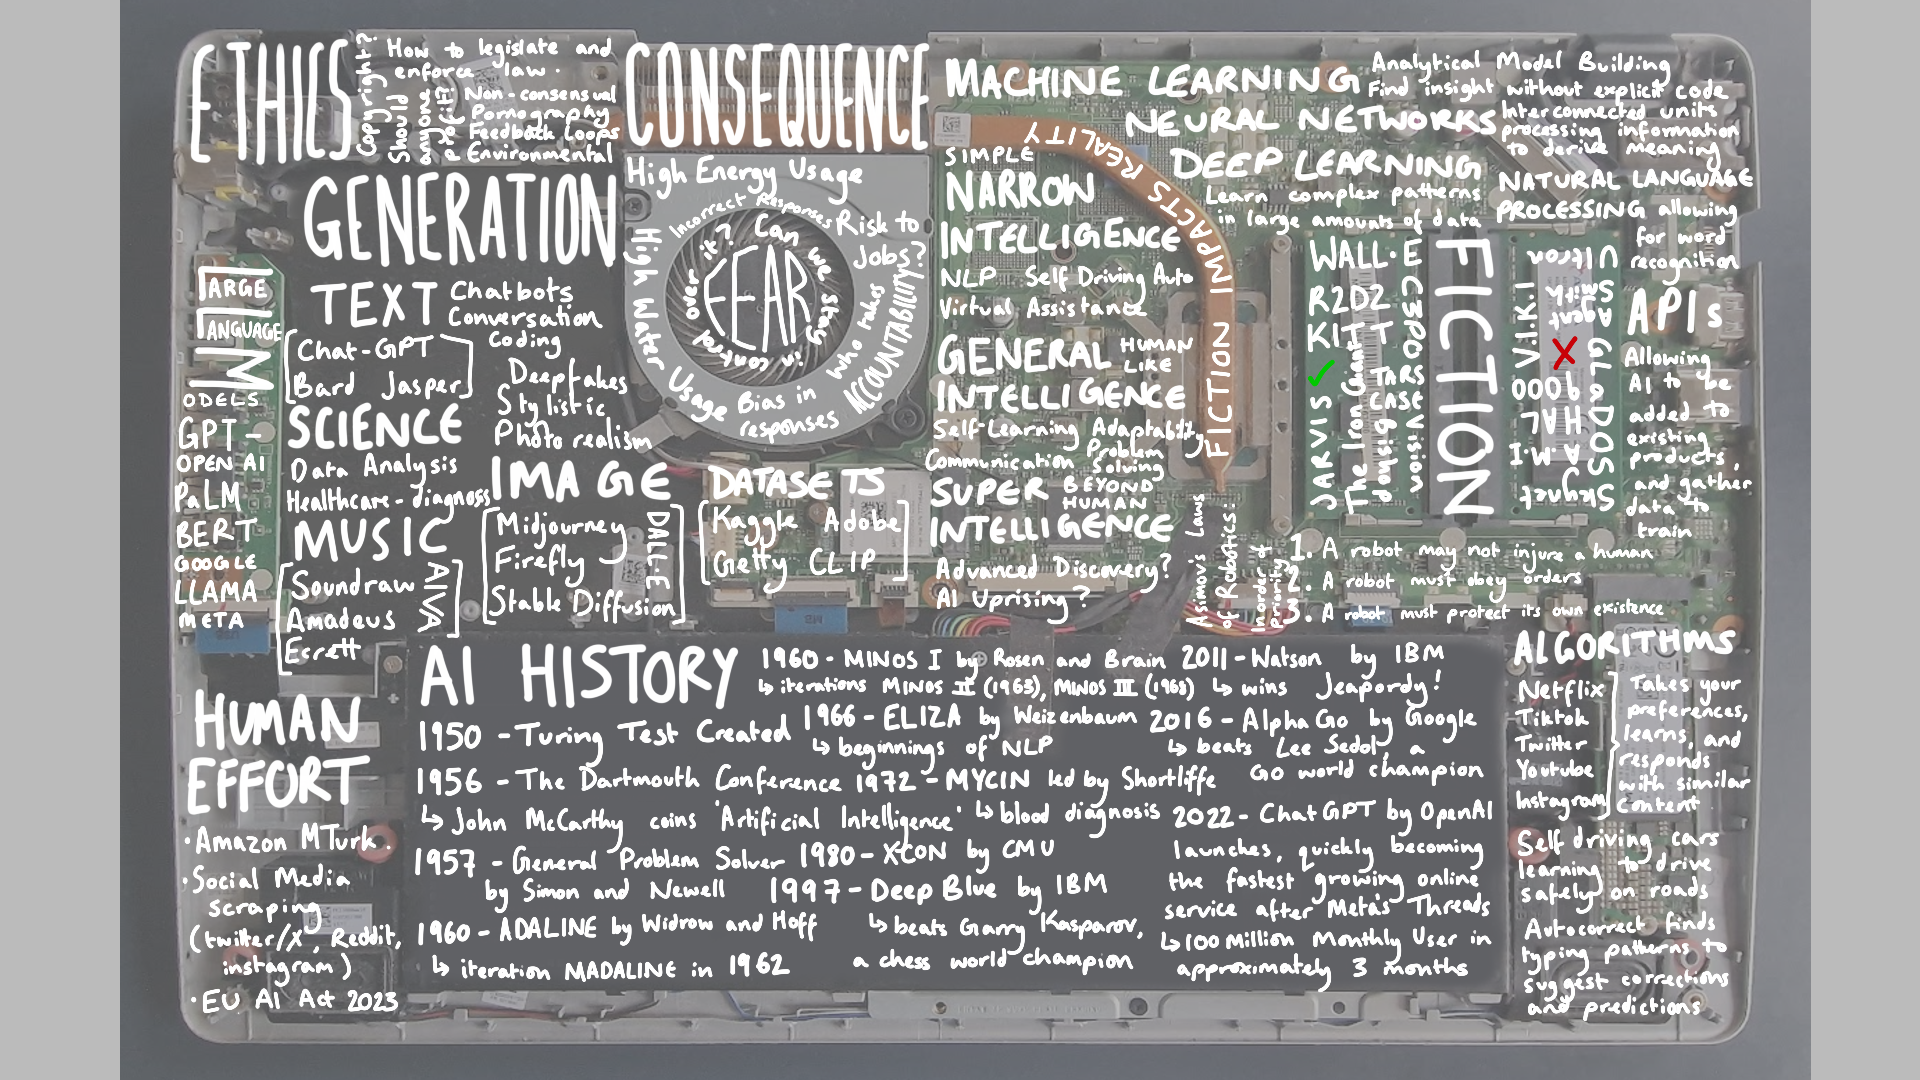 ETHICS
Copyright?
Should anyone profit?
How to legislate and
enforce law.
Non-consensual
Pornography
Feedback Loops
Environmental
GENERATION
LARGE
LANGUAGE
MODELS
GPT-
OPEN AI
PaLM
BERT
GOOGLE
LLAMA
META
TEXT
Chatbots
Conversation
Coding
Chat-GPT
Bard Jasper
SCIENCE
Data Analysis
Healthcare-diagnosis
MUSIC
Soundraw
Amadeus
Ecrett
AIVA
Deepfakes
Stylistic
Photo realism
IMAGE
Midjourney
Firefly
Stable Diffusion
DALL-E
DATASETS
Kaggle Adobe
Getty CLIP
CONSEQUENCE
High Energy Usage
Incorrect Responses
Risk to
Jobs?
High Water Usage
Bias in
responses
who takes
ACCOUNTABILITY?
Can we stay in control over it?
FEAR
MACHINE LEARNING
Analytical Model Building
Find insight without explicit code
NEURAL NETWORKS
Interconnected units
processing information
to derive meaning
DEEP LEARNING
Learn complex patterns
in large amounts of data
NATURAL LANGUAGE
PROCESSING allowing
for word
recognition
SIMPLE
NARROW
INTELLIGENCE
NLP Self Driving Auto
Virtual Assistance
GENERAL HUMAN
LIKE
INTELLIGENCE
Self-Learning Adaptability
Problem
Communication Solving
SUPER BEYOND
HUMAN
INTELLIGENCE
Advanced Discovery?
AI Uprising?
FICTION IMPACTS REALITY
WALL·E
R2D2
KITT
C3PO
✓
JARVIS
The Iron Giant
TARS
CASE
Vision
FICTION
Ultron
Agent Smith
V.I.K.I
✗
GLaDOS
HAL 9000
A.M.I
Skynet
APIs
Allowing
AI to be
added to
existing
products,
and gather
data to
train
Asimovs Laws
of Robotics:
In order of
priority
1. A robot may not injure a human
2. A robot must obey orders
3. A robot must protect its own existence
HUMAN
EFFORT
·Amazon MTurk.
·Social Media
scraping
(twitter/X, Reddit,
instagram)
·EU AI Act 2023
AI HISTORY
1950 - Turing Test Created
1956 - The Dartmouth Conference
↳ John McCarthy coins 'Artificial Intelligence'
1957 - General Problem Solver
by Simon and Newell
1960 - ADALINE by Widrow and Hoff
↳ iteration MADALINE in 1962
1960 - MINOS I by Rosen and Brain
↳ iterations MINOS II (1963), MINOS III (1968)
1966 - ELIZA by Weizenbaum
↳ beginnings of NLP
1972 - MYCIN led by Shortliffe
↳ blood diagnosis
1980 - XCON by CMU
1997 - Deep Blue by IBM
↳ beats Garry Kasparov,
a chess world champion
2011 - Watson by IBM
↳ wins Jeapordy!
2016 - AlphaGo by Google
↳ beats Lee Sedol, a
Go world champion
2022 - ChatGPT by OpenAI
launches, quickly becoming
the fastest growing online
service after Meta's Threads
↳ 100 Million Monthly User in
approximately 3 months
ALGORITHMS
Netflix
Tiktok
Twitter
Youtube
Instagram
Takes your
preferences,
learns, and
responds
with similar
content
Self driving cars
learning to drive
safely on roads
Autocorrect finds
typing patterns to
suggest corrections
and predictions